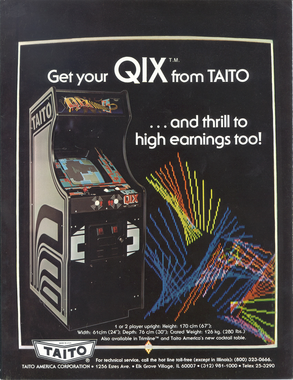 Get your QIX T.M. from TAITO
...and thrill to
high earnings too!
TAITO
QIX
1 or 2 player upright: Height: 170 cm (67");
Width: 61cm (24"); Depth: 76 cm (30"); Crated Weight: 126 kg. (280 lbs.)
Also available in Trimline™ and Taito America's new cocktail table.
TAITO ®
For technical service, call the hot line toll-free (except in Illinois): (800) 323-0666.
TAITO AMERICA CORPORATION • 1256 Estes Ave. • Elk Grove Village, IL 60007 • (312) 981-1000 • Telex: 25-3290